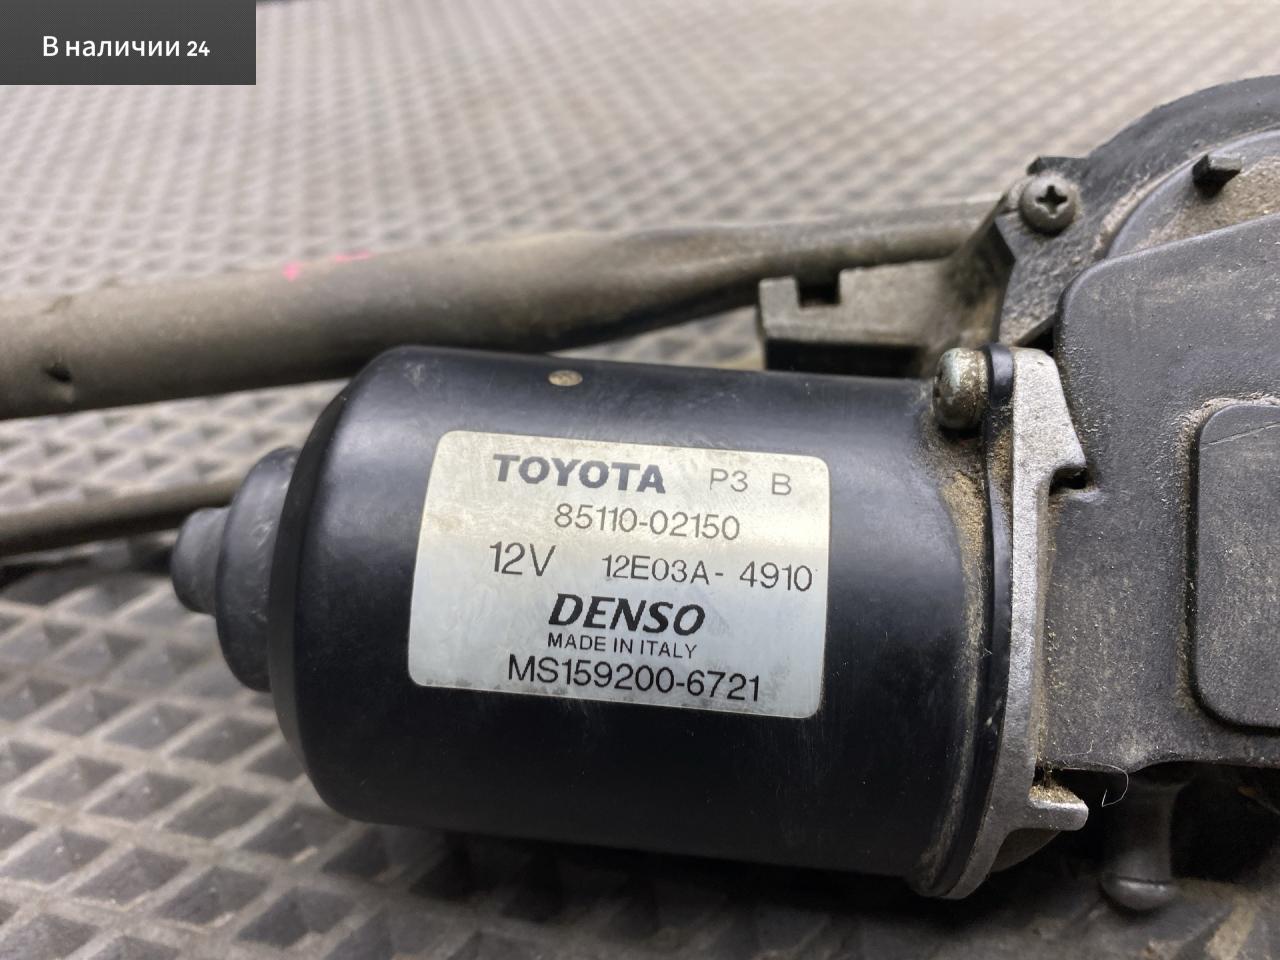 В наличии 24
TOYOTA P3 B
85110-02150
12V 12E03A- 4910
DENSO
MADE IN ITALY
MS159200-6721